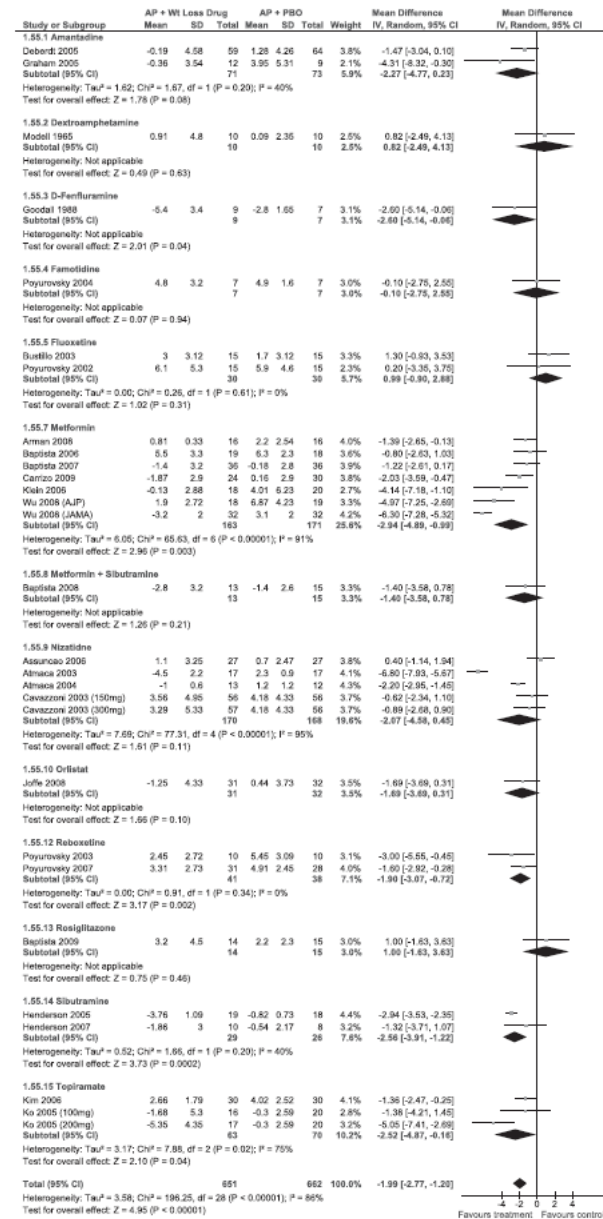 AP + Wt Loss Drug AP + PBO Mean Difference Mean Difference
Study or Subgroup Mean SD Total Mean SD Total Weight IV, Random, 95% CI IV, Random, 95% CI
1.55.1 Amantadine
Deberdt 2005 -0.19 4.58 59 1.28 4.26 64 3.8% -1.47 [-3.04, 0.10]
Graham 2005 -0.36 3.54 12 3.95 5.31 9 2.1% -4.31 [-8.32, -0.30]
Subtotal (95% CI) 71 73 5.9% -2.27 [-4.77, 0.23]
Heterogeneity: Tau² = 1.62; Chi² = 1.67, df = 1 (P = 0.20); I² = 40%
Test for overall effect: Z = 1.78 (P = 0.08)
1.55.2 Dextroamphetamine
Modell 1965 0.91 4.8 10 0.09 2.35 10 2.5% 0.82 [-2.49, 4.13]
Subtotal (95% CI) 10 10 2.5% 0.82 [-2.49, 4.13]
Heterogeneity: Not applicable
Test for overall effect: Z = 0.49 (P = 0.63)
1.55.3 D-Fenfluramine
Goodall 1988 -5.4 3.4 9 -2.8 1.65 7 3.1% -2.60 [-5.14, -0.06]
Subtotal (95% CI) 9 7 3.1% -2.60 [-5.14, -0.06]
Heterogeneity: Not applicable
Test for overall effect: Z = 2.01 (P = 0.04)
1.55.4 Famotidine
Poyurovsky 2004 4.8 3.2 7 4.9 1.6 7 3.0% -0.10 [-2.75, 2.55]
Subtotal (95% CI) 7 7 3.0% -0.10 [-2.75, 2.55]
Heterogeneity: Not applicable
Test for overall effect: Z = 0.07 (P = 0.94)
1.55.5 Fluoxetine
Bustillo 2003 3 3.12 15 1.7 3.12 15 3.3% 1.30 [-0.93, 3.53]
Poyurovsky 2002 6.1 5.3 15 5.9 4.6 15 2.3% 0.20 [-3.35, 3.75]
Subtotal (95% CI) 30 30 5.7% 0.99 [-0.90, 2.88]
Heterogeneity: Tau² = 0.00; Chi² = 0.26, df = 1 (P = 0.61); I² = 0%
Test for overall effect: Z = 1.02 (P = 0.31)
1.55.7 Metformin
Arman 2008 0.81 0.33 16 2.2 2.54 16 4.0% -1.39 [-2.65, -0.13]
Baptista 2006 5.5 3.3 19 6.3 2.3 18 3.6% -0.80 [-2.63, 1.03]
Baptista 2007 -1.4 3.2 36 -0.18 2.8 36 3.9% -1.22 [-2.61, 0.17]
Carrizo 2009 -1.87 2.9 24 0.16 2.9 30 3.8% -2.03 [-3.59, -0.47]
Klein 2006 -0.13 2.88 18 4.01 6.23 20 2.7% -4.14 [-7.18, -1.10]
Wu 2008 (AJP) 1.9 2.72 18 6.87 4.23 19 3.3% -4.97 [-7.25, -2.69]
Wu 2008 (JAMA) -3.2 2 32 3.1 2 32 4.2% -6.30 [-7.28, -5.32]
Subtotal (95% CI) 163 171 25.6% -2.94 [-4.89, -0.99]
Heterogeneity: Tau² = 6.05; Chi² = 65.63, df = 6 (P < 0.00001); I² = 91%
Test for overall effect: Z = 2.96 (P = 0.003)
1.55.8 Metformin + Sibutramine
Baptista 2008 -2.8 3.2 13 -1.4 2.6 15 3.3% -1.40 [-3.58, 0.78]
Subtotal (95% CI) 13 15 3.3% -1.40 [-3.58, 0.78]
Heterogeneity: Not applicable
Test for overall effect: Z = 1.26 (P = 0.21)
1.55.9 Nizatidne
Assuncao 2006 1.1 3.25 27 0.7 2.47 27 3.8% 0.40 [-1.14, 1.94]
Atmaca 2003 -4.5 2.2 17 2.3 0.9 17 4.1% -6.80 [-7.93, -5.67]
Atmaca 2004 -1 0.6 13 1.2 1.2 12 4.3% -2.20 [-2.95, -1.45]
Cavazzoni 2003 (150mg) 3.56 4.95 56 4.18 4.33 56 3.7% -0.62 [-2.34, 1.10]
Cavazzoni 2003 (300mg) 3.29 5.33 57 4.18 4.33 56 3.6% -0.89 [-2.68, 0.90]
Subtotal (95% CI) 170 168 19.6% -2.07 [-4.58, 0.45]
Heterogeneity: Tau² = 7.69; Chi² = 77.31, df = 4 (P < 0.00001); I² = 95%
Test for overall effect: Z = 1.61 (P = 0.11)
1.55.10 Orlistat
Joffe 2008 -1.25 4.33 31 0.44 3.73 32 3.5% -1.69 [-3.69, 0.31]
Subtotal (95% CI) 31 32 3.5% -1.69 [-3.69, 0.31]
Heterogeneity: Not applicable
Test for overall effect: Z = 1.66 (P = 0.10)
1.55.12 Reboxetine
Poyurovsky 2003 2.45 2.72 10 5.45 3.09 10 3.1% -3.00 [-5.55, -0.45]
Poyurovsky 2007 3.31 2.73 31 4.91 2.45 28 4.0% -1.60 [-2.92, -0.28]
Subtotal (95% CI) 41 38 7.1% -1.90 [-3.07, -0.72]
Heterogeneity: Tau² = 0.00; Chi² = 0.91, df = 1 (P = 0.34); I² = 0%
Test for overall effect: Z = 3.17 (P = 0.002)
1.55.13 Rosiglitazone
Baptista 2009 3.2 4.5 14 2.2 2.3 15 3.0% 1.00 [-1.63, 3.63]
Subtotal (95% CI) 14 15 3.0% 1.00 [-1.63, 3.63]
Heterogeneity: Not applicable
Test for overall effect: Z = 0.75 (P = 0.46)
1.55.14 Sibutramine
Henderson 2005 -3.76 1.09 19 -0.82 0.73 18 4.4% -2.94 [-3.53, -2.35]
Henderson 2007 -1.86 3 10 -0.54 2.17 8 3.2% -1.32 [-3.71, 1.07]
Subtotal (95% CI) 29 26 7.6% -2.56 [-3.91, -1.22]
Heterogeneity: Tau² = 0.52; Chi² = 1.66, df = 1 (P = 0.20); I² = 40%
Test for overall effect: Z = 3.73 (P = 0.0002)
1.55.15 Topiramate
Kim 2006 2.66 1.79 30 4.02 2.52 30 4.1% -1.36 [-2.47, -0.25]
Ko 2005 (100mg) -1.68 5.3 16 -0.3 2.59 20 2.9% -1.38 [-4.21, 1.45]
Ko 2005 (200mg) -5.35 4.35 17 -0.3 2.59 20 3.2% -5.05 [-7.41, -2.69]
Subtotal (95% CI) 63 70 10.2% -2.52 [-4.87, -0.16]
Heterogeneity: Tau² = 3.17; Chi² = 7.88, df = 2 (P = 0.02); I² = 75%
Test for overall effect: Z = 2.10 (P = 0.04)
Total (95% CI) 651 662 100.0% -1.99 [-2.77, -1.20]
Heterogeneity: Tau² = 3.58; Chi² = 196.25, df = 28 (P < 0.00001); I² = 86%
Test for overall effect: Z = 4.95 (P < 0.00001)
-4 -2 0 2 4
Favours treatment Favours control